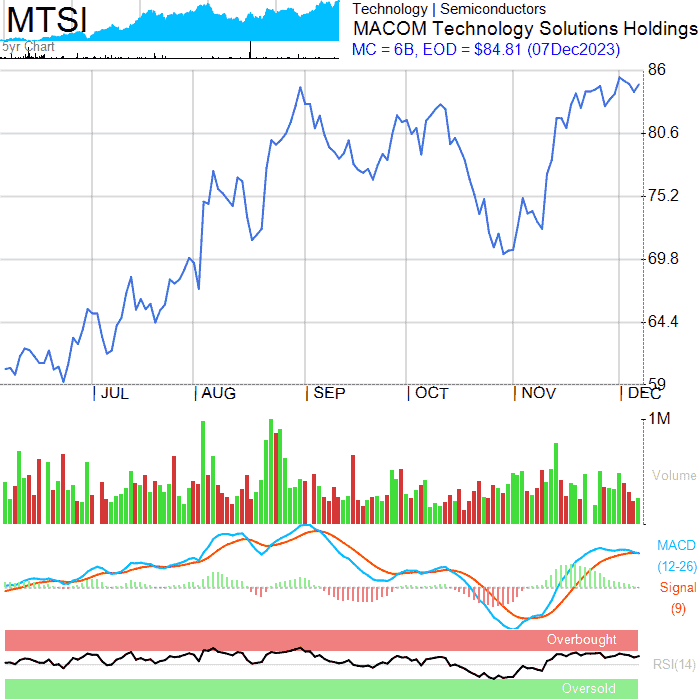 MTSI
5yr Chart
Technology | Semiconductors
MACOM Technology Solutions Holdings
MC = 6B, EOD = $84.81 (07Dec2023)
86
80.6
75.2
69.8
64.4
59
JUL AUG SEP OCT NOV DEC
1M
Volume
MACD
(12-26)
Signal
(9)
Overbought
RSI(14)
Oversold